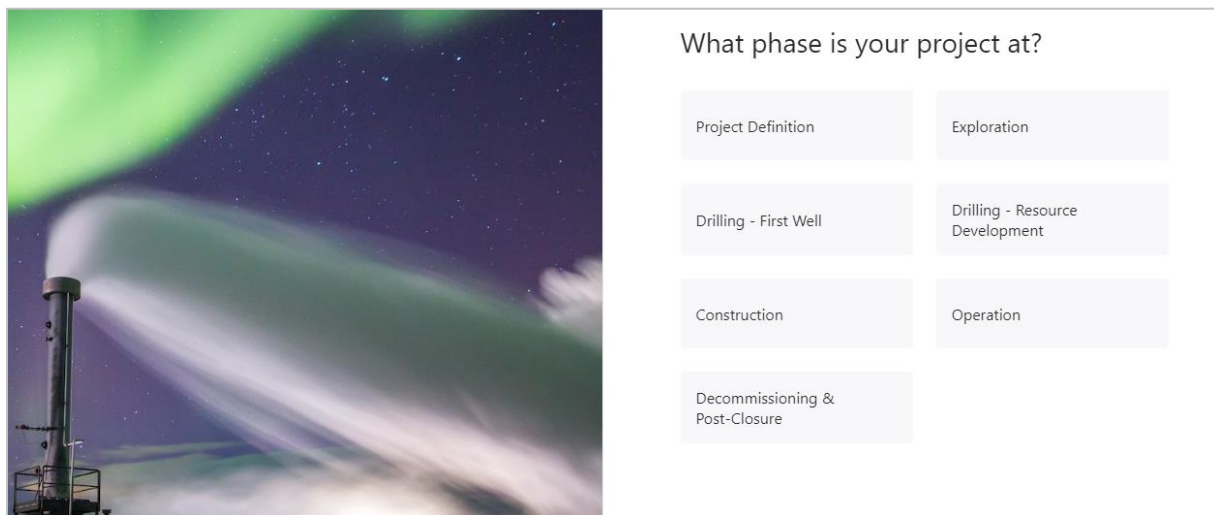 What phase is your project at?
Project Definition
Exploration
Drilling - First Well
Drilling - Resource
Development
Construction
Operation
Decommissioning &
Post-Closure